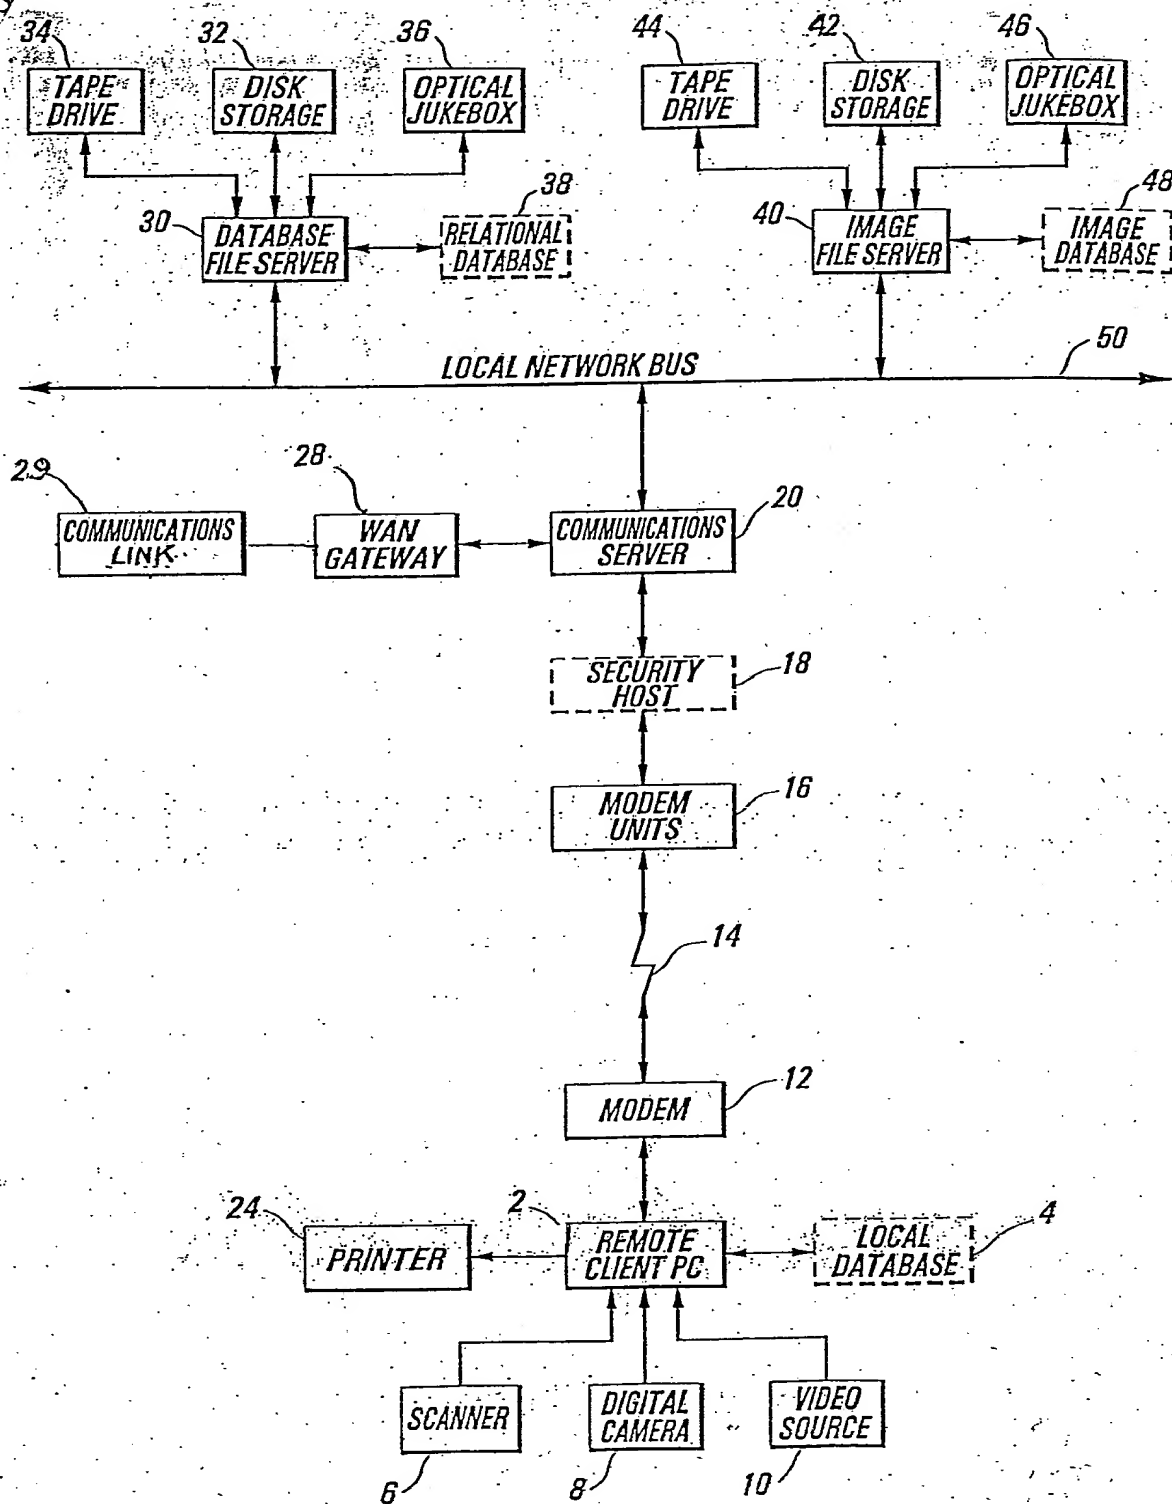 34
32
36
44
42
46
TAPE
DRIVE
DISK
STORAGE
OPTICAL
JUKEBOX
TAPE
DRIVE
DISK
STORAGE
OPTICAL
JUKEBOX
30
DATABASE
FILE SERVER
38
RELATIONAL
DATABASE
40
IMAGE
FILE SERVER
48
IMAGE
DATABASE
LOCAL NETWORK BUS
50
29
COMMUNICATIONS
LINK
28
WAN
GATEWAY
COMMUNICATIONS
SERVER
20
SECURITY
HOST
18
MODEM
UNITS
16
14
MODEM
12
24
PRINTER
2
REMOTE
CLIENT PC
LOCAL
DATABASE
4
SCANNER
DIGITAL
CAMERA
VIDEO
SOURCE
6
8
10